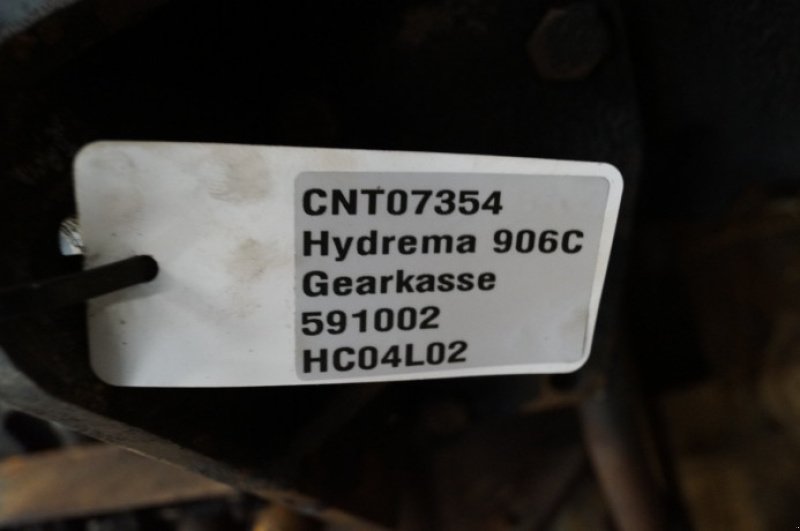 CNT07354
Hydrema 906C
Gearkasse
591002
HC04L02